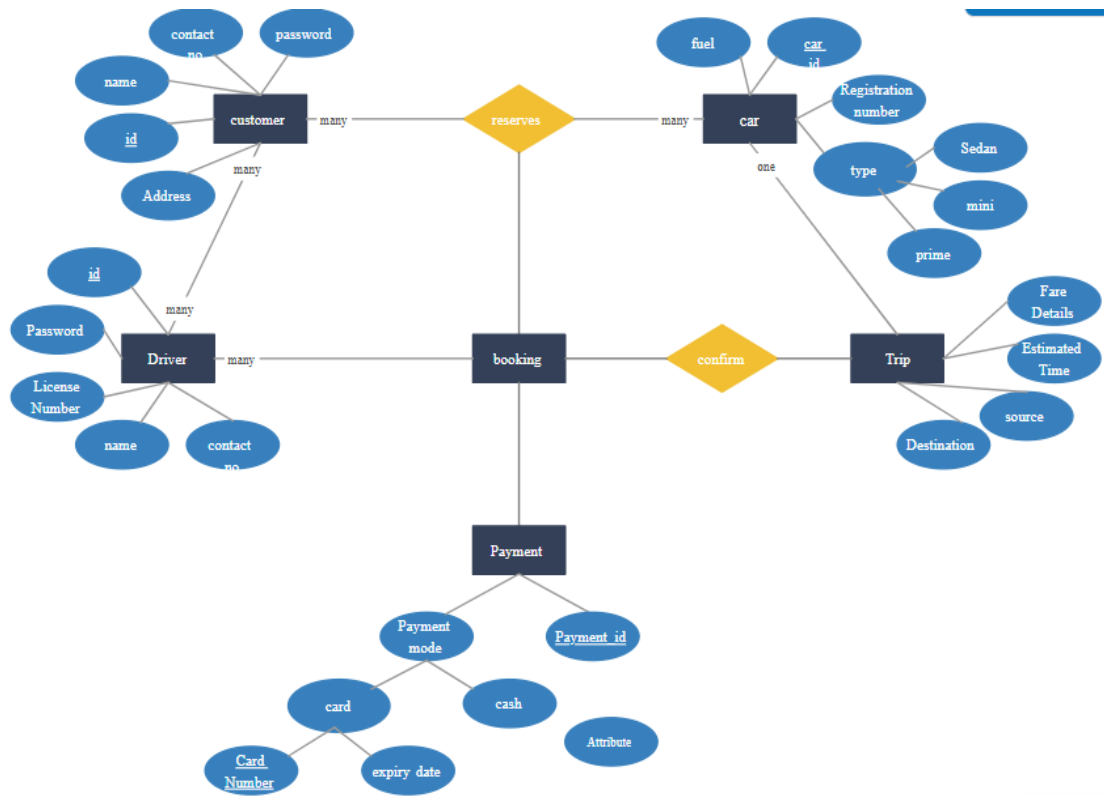 contact
no
password
fuel
car
id
name
Registration
number
customer
many
reserves
many
car
id
Sedan
type
many
one
Address
mini
prime
id
Fare
Details
many
Password
Estimated
Time
Driver
many
booking
confirm
Trip
License
Number
source
name
contact
no
Destination
Payment
Payment
mode
Payment_id
card
cash
Attribute
Card
Number
expiry date